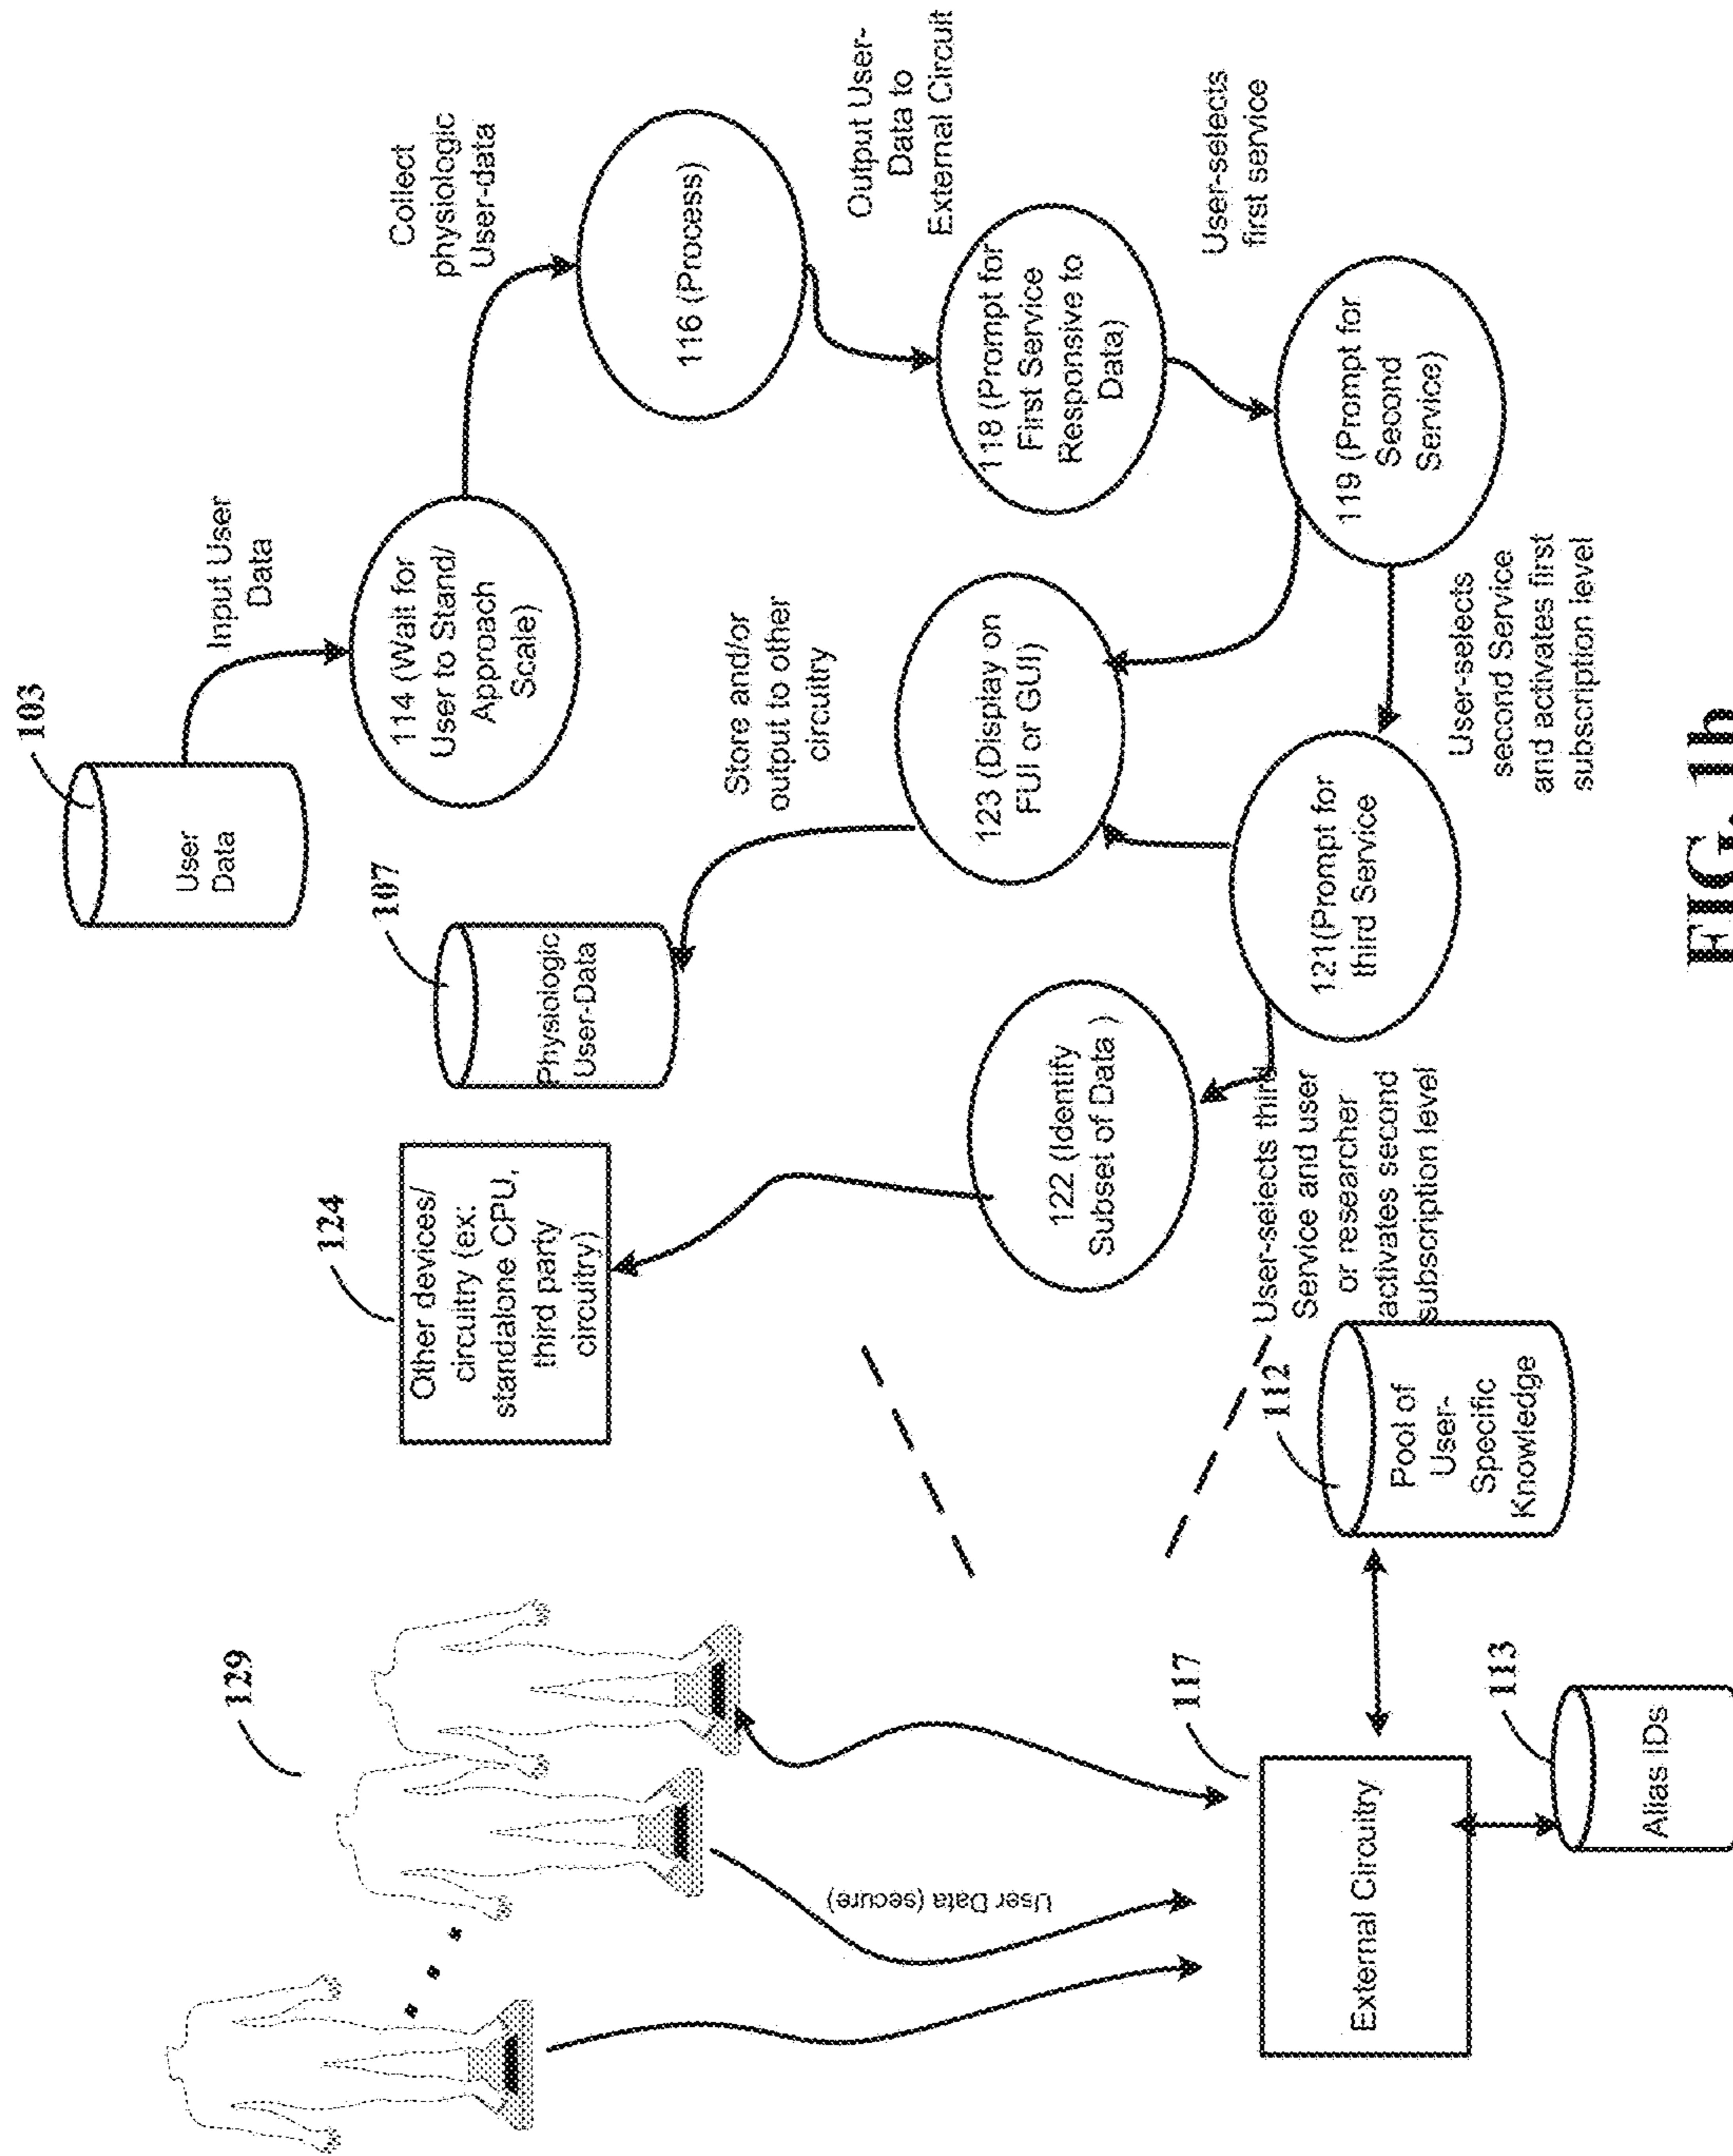 103
User
Data
Input User
Data
114 (Wait for
User to Stand/
Approach
Scale)
Collect
physiologic
User-data
116 (Process)
Output User-
Data to
External Circuit
118 (Prompt for
First Service
Responsive to
Data)
User-selects
first service
119 (Prompt for
Second
Service)
User-selects
second Service
and activates first
subscription level
121(Prompt for
third Service
123 (Display on
FUI or GUI)
Store and/or
output to other
circuitry
107
Physiologic
User-Data
122 (Identify
Subset of Data )
User-selects third
Service and user
or researcher
activates second
subscription level
124
Other devices/
circuitry (ex:
standalone CPU,
third party
circuitry)
129
User Data (secure)
117
External Circuitry
112
Pool of
User-
Specific
Knowledge
113
Alias IDs
FIG. 1b